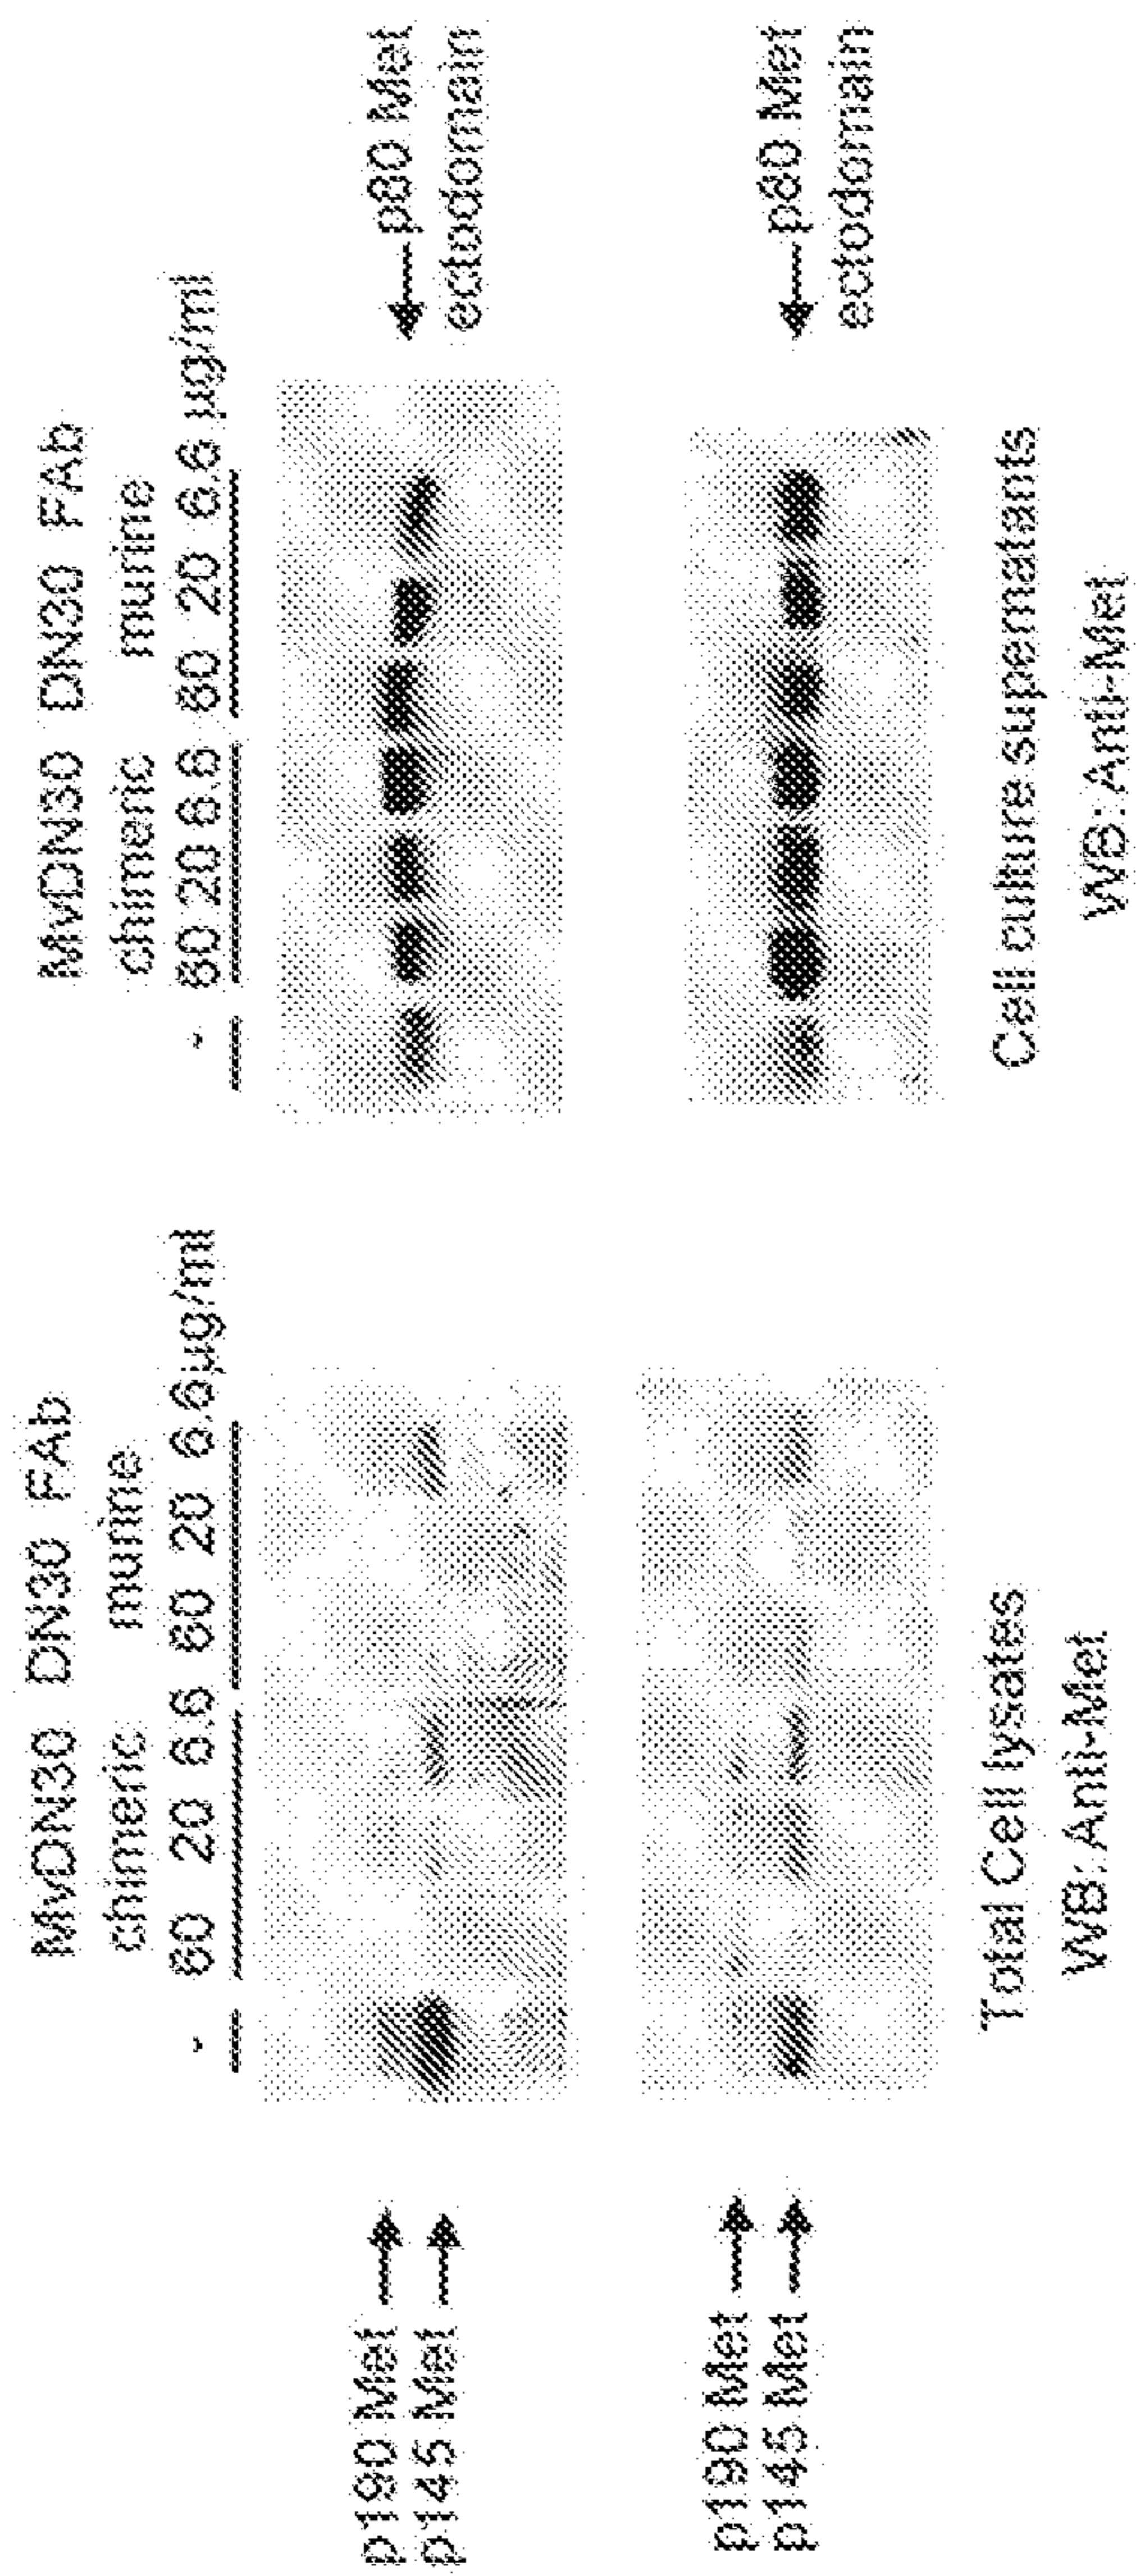 MvDN30 DN30 FAb
chimeric murine
- 60 20 6.6 60 20 6.6µg/ml
p190 Met
p145 Met
p190 Met
p145 Met
Total Cell lysates
WB: Anti-Met
MvDN30 DN30 FAb
chimeric murine
- 60 20 6.6 60 20 6.6 µg/ml
p80 Met
ectodomain
p80 Met
ectodomain
Cell culture supernatants
WB: Anti-Met